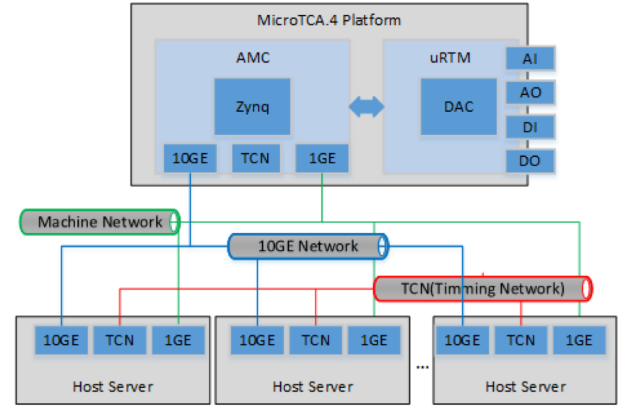 MicroTCA.4 Platform
AMC
uRTM
AI
Zynq
DAC
AO
DI
10GE
TCN
1GE
DO
Machine Network
10GE Network
TCN(Timming Network)
10GE
TCN
1GE
10GE
TCN
1GE
...
10GE
TCN
1GE
Host Server
Host Server
Host Server